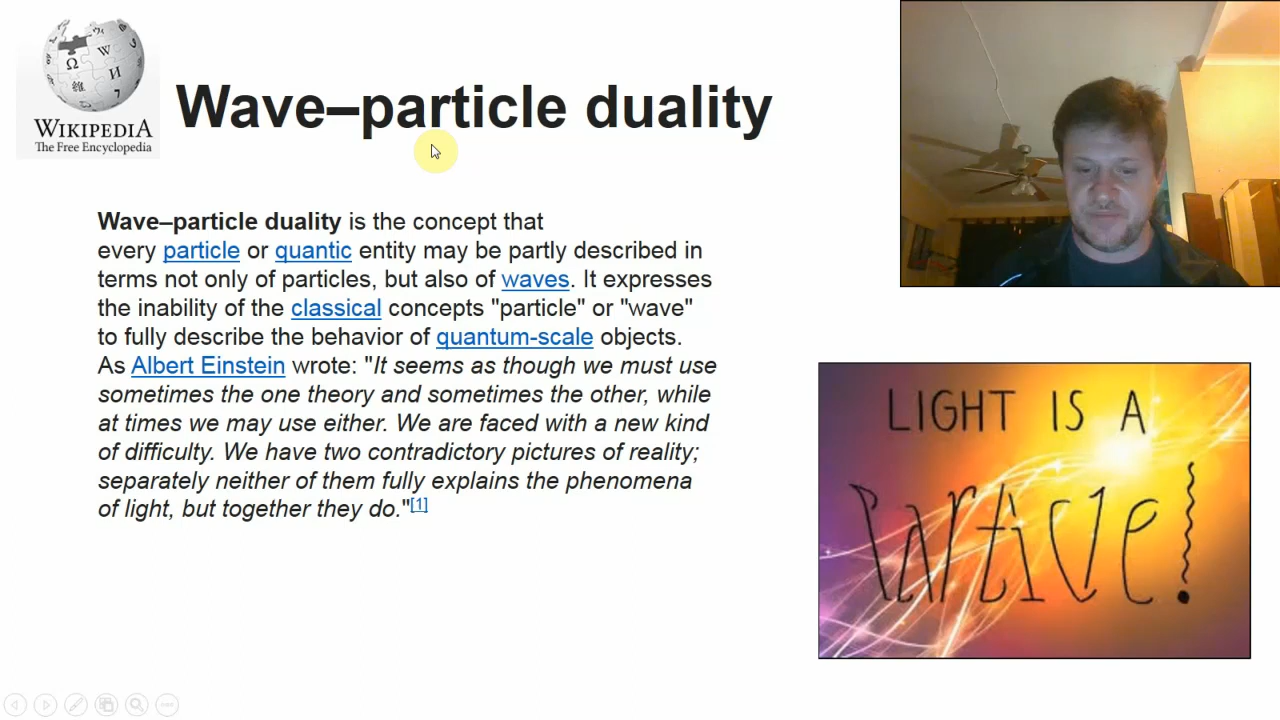 WIKIPEDIA
The Free Encyclopedia
Wave–particle duality
Wave–particle duality is the concept that
every particle or quantic entity may be partly described in
terms not only of particles, but also of waves. It expresses
the inability of the classical concepts "particle" or "wave"
to fully describe the behavior of quantum-scale objects.
As Albert Einstein wrote: "It seems as though we must use
sometimes the one theory and sometimes the other, while
at times we may use either. We are faced with a new kind
of difficulty. We have two contradictory pictures of reality;
separately neither of them fully explains the phenomena
of light, but together they do."[1]
LIGHT IS A
Particle!